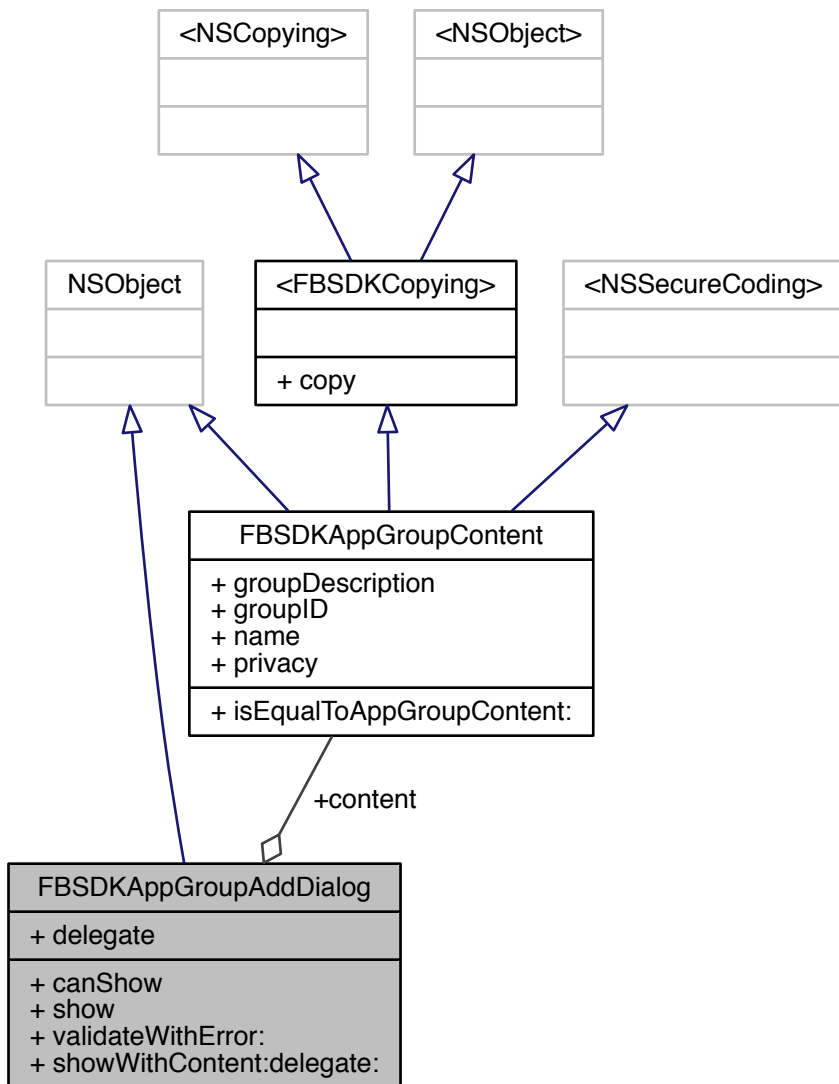 <NSCopying>
<NSObject>
NSObject
<FBSDKCopying>
+ copy
<NSSecureCoding>
FBSDKAppGroupContent
+ groupDescription
+ groupID
+ name
+ privacy
+ isEqualToAppGroupContent:
+content
FBSDKAppGroupAddDialog
+ delegate
+ canShow
+ show
+ validateWithError:
+ showWithContent:delegate: